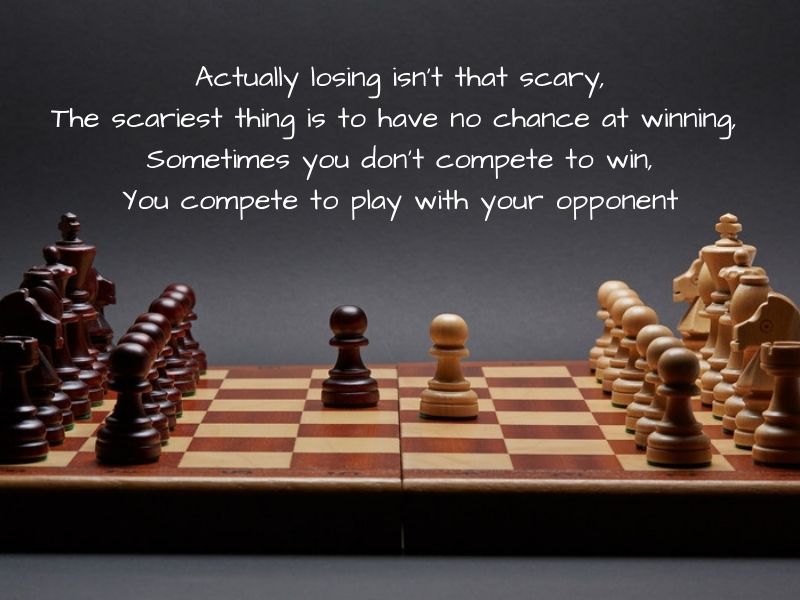 Actually losing isn't that scary,
The scariest thing is to have no chance at winning,
Sometimes you don't compete to win,
You compete to play with your opponent